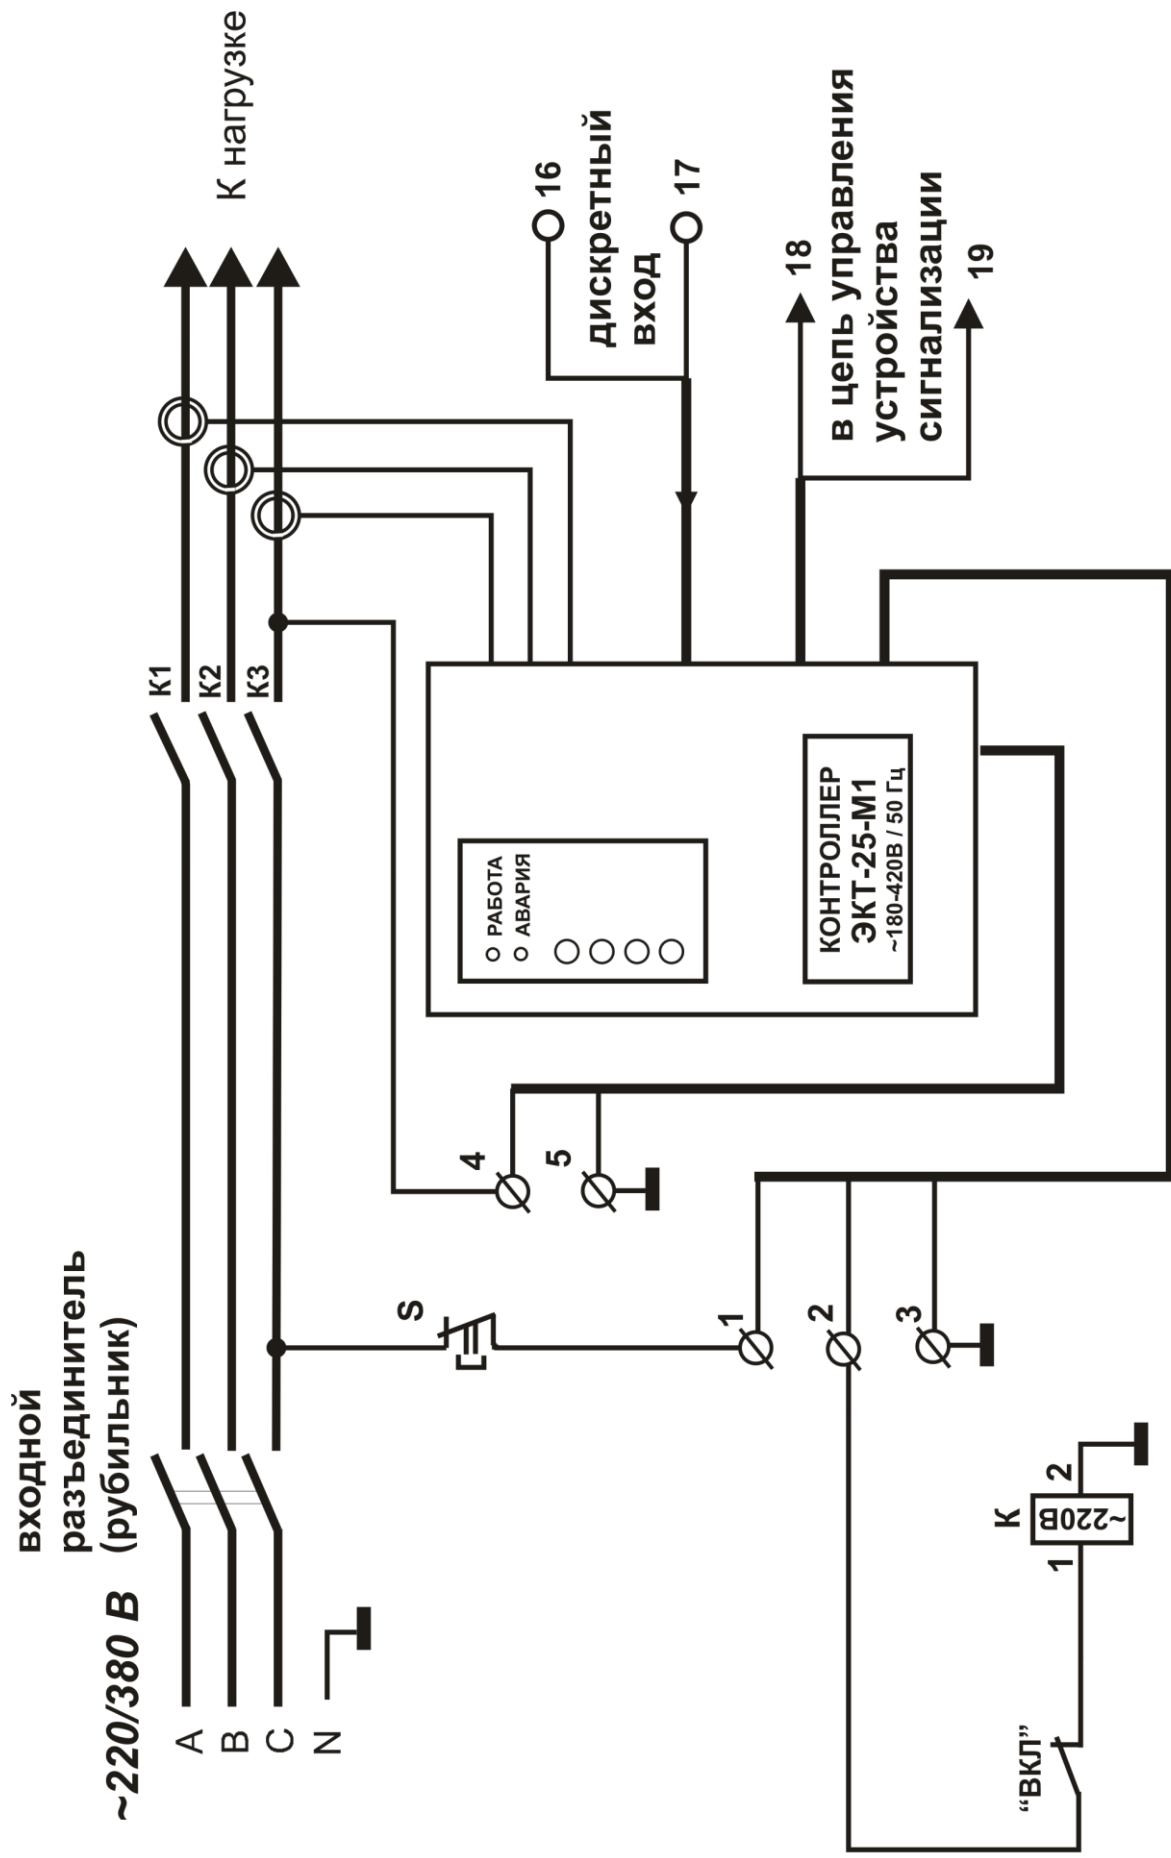 входной
разъединитель
(рубильник)
~220/380 В
A
B
C
N
К1
К2
К3
К нагрузке
S
4
5
1
2
3
РАБОТА
АВАРИЯ
КОНТРОЛЛЕР
ЭКТ-25-М1
~180-420В / 50 Гц
16
дискретный
вход
17
18
в цепь управления
устройства
сигнализации
19
“ВКЛ”
К
1
~220В
2